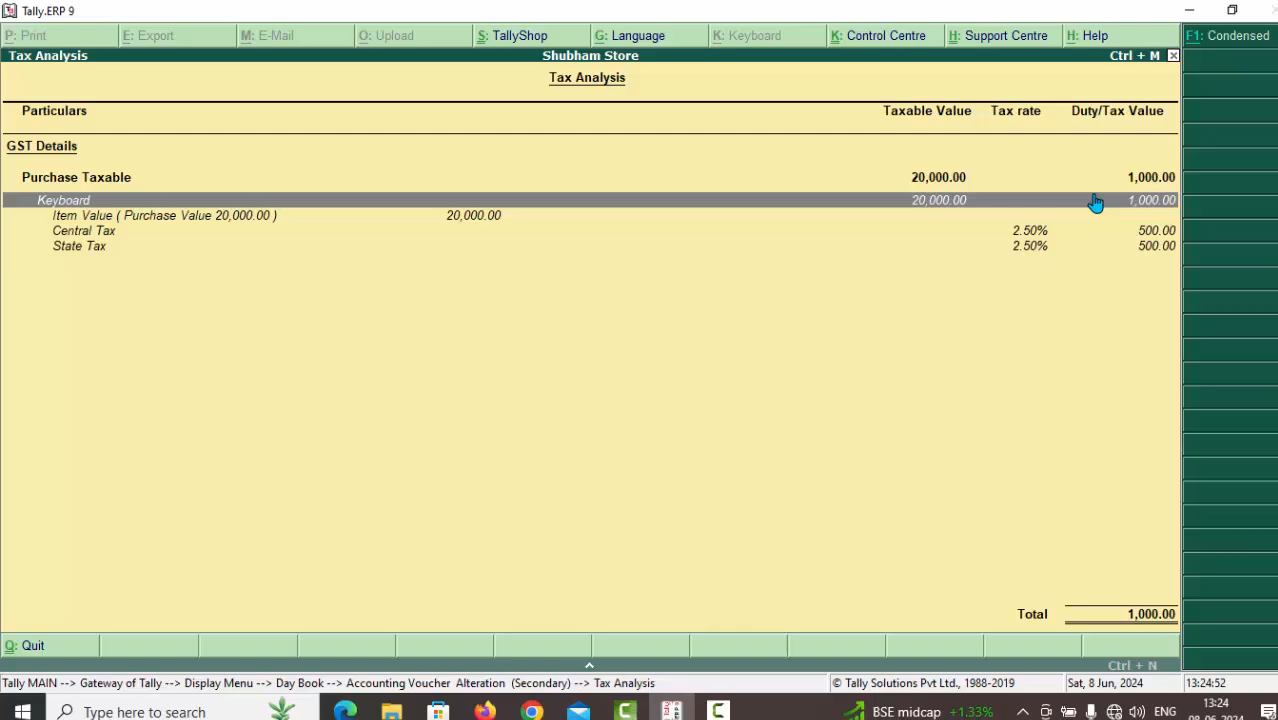 Tally.ERP 9
P: Print E: Export M: E-Mail O: Upload S: TallyShop G: Language K: Keyboard K: Control Centre H: Support Centre H: Help F1: Condensed
Tax Analysis Shubham Store Ctrl + M
Tax Analysis
Particulars Taxable Value Tax rate Duty/Tax Value
GST Details
Purchase Taxable 20,000.00 1,000.00
Keyboard 20,000.00 1,000.00
Item Value ( Purchase Value 20,000.00 ) 20,000.00
Central Tax 2.50% 500.00
State Tax 2.50% 500.00
Total 1,000.00
Q: Quit
Ctrl + N
Tally MAIN --> Gateway of Tally --> Display Menu --> Day Book --> Accounting Voucher Alteration (Secondary) --> Tax Analysis © Tally Solutions Pvt Ltd., 1988-2019 Sat, 8 Jun, 2024 13:24:52
Type here to search BSE midcap +1.33% ENG 13:24
08-06-2024